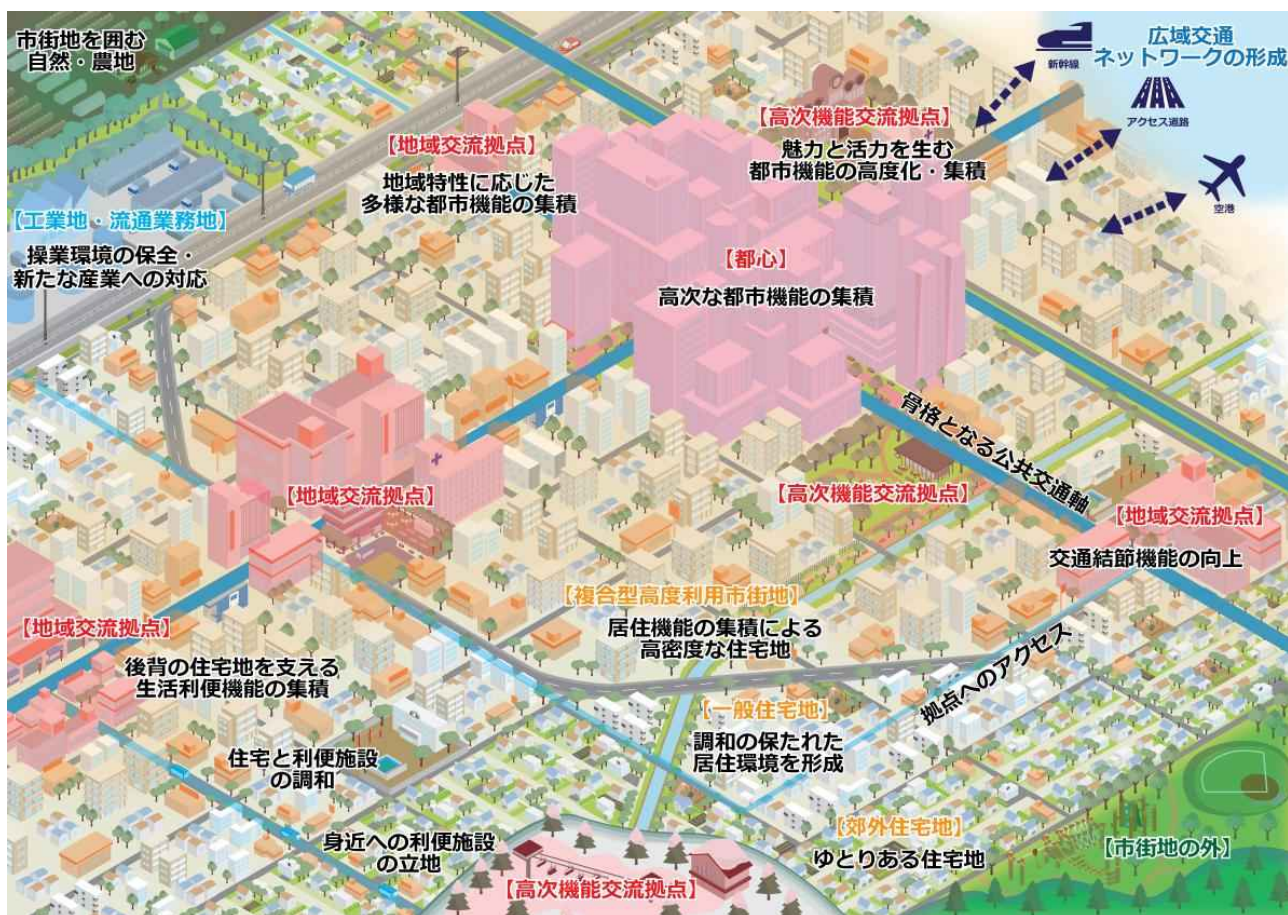 市街地を囲む
自然・農地
広域交通
ネットワークの形成
新幹線
アクセス道路
空港
【高次機能交流拠点】
魅力と活力を生む
都市機能の高度化・集積
【地域交流拠点】
地域特性に応じた
多様な都市機能の集積
【工業地・流通業務地】
操業環境の保全・
新たな産業への対応
【都心】
高次な都市機能の集積
骨格となる公共交通軸
【地域交流拠点】
【高次機能交流拠点】
【地域交流拠点】
交通結節機能の向上
【複合型高度利用市街地】
居住機能の集積による
高密度な住宅地
【地域交流拠点】
後背の住宅地を支える
生活利便機能の集積
拠点へのアクセス
【一般住宅地】
調和の保たれた
居住環境を形成
住宅と利便施設
の調和
身近への利便施設
の立地
【郊外住宅地】
ゆとりある住宅地
【市街地の外】
【高次機能交流拠点】